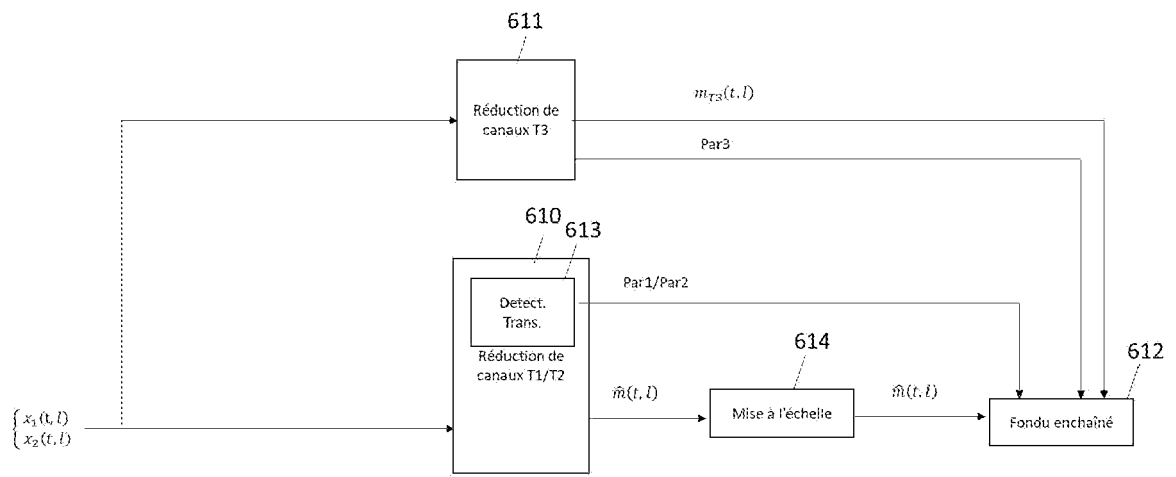 611
Réduction de
canaux T3
m_{T3}(t,l)
Par3
610
613
Detect.
Trans.
Réduction de
canaux T1/T2
Par1/Par2
m̂(t,l)
614
Mise à l'échelle
m̂(t,l)
612
Fondu enchaîné
x₁(t,l)
x₂(t,l)